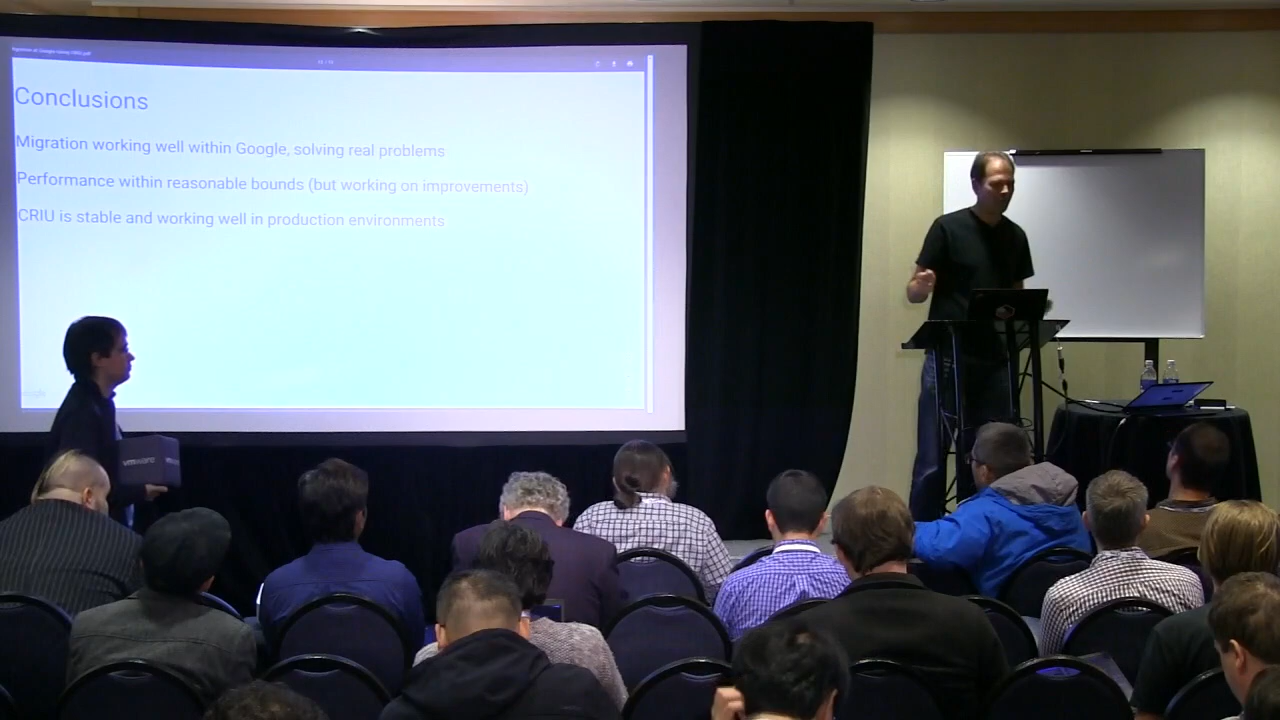 Conclusions
Migration working well within Google, solving real problems
Performance within reasonable bounds (but working on improvements)
CRIU is stable and working well in production environments
vmware